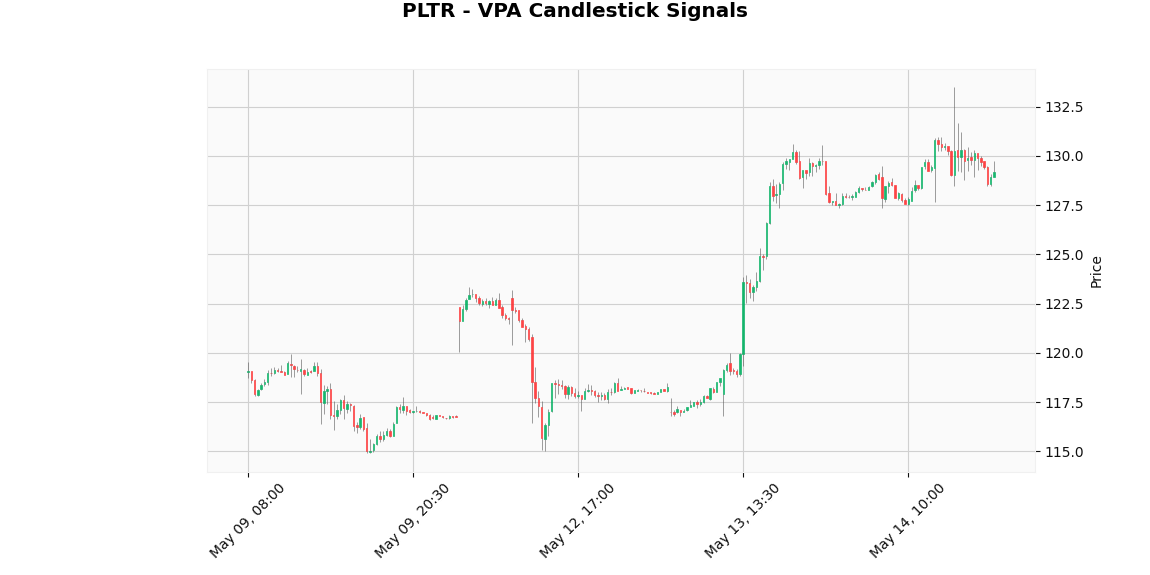 PLTR - VPA Candlestick Signals
132.5
130.0
127.5
125.0
122.5
120.0
117.5
115.0
Price
May 09, 08:00
May 09, 20:30
May 12, 17:00
May 13, 13:30
May 14, 10:00